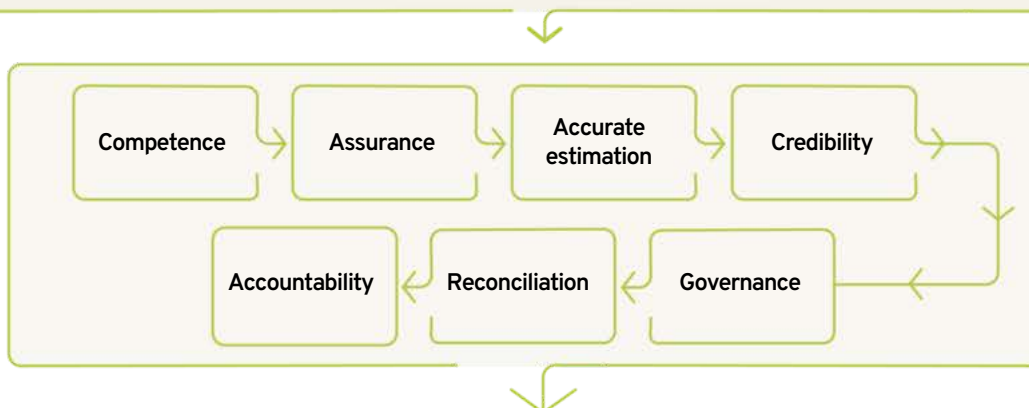 Competence
Assurance
Accurate
estimation
Credibility
Governance
Reconciliation
Accountability